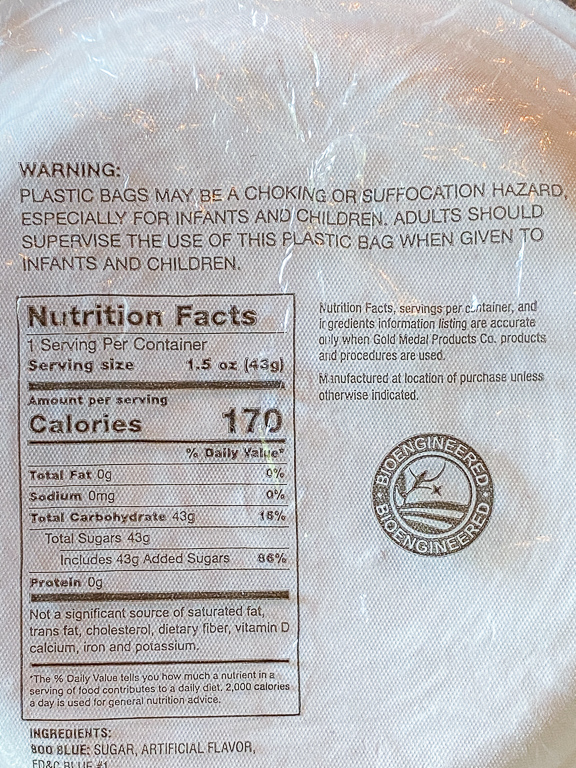 WARNING:
PLASTIC BAGS MAY BE A CHOKING OR SUFFOCATION HAZARD,
ESPECIALLY FOR INFANTS AND CHILDREN. ADULTS SHOULD
SUPERVISE THE USE OF THIS PLASTIC BAG WHEN GIVEN TO
INFANTS AND CHILDREN.
Nutrition Facts
1 Serving Per Container
Serving size 1.5 oz (43g)
Amount per serving
Calories 170
% Daily Value*
Total Fat 0g 0%
Sodium 0mg 0%
Total Carbohydrate 43g 16%
Total Sugars 43g
Includes 43g Added Sugars 86%
Protein 0g
Not a significant source of saturated fat,
trans fat, cholesterol, dietary fiber, vitamin D
calcium, iron and potassium.
*The % Daily Value tells you how much a nutrient in a
serving of food contributes to a daily diet. 2,000 calories
a day is used for general nutrition advice.
INGREDIENTS:
BOO BLUE: SUGAR, ARTIFICIAL FLAVOR,
FD&C BLUE #1
Nutrition Facts, servings per container, and
ingredients information listing are accurate
only when Gold Medal Products Co. products
and procedures are used.
Manufactured at location of purchase unless
otherwise indicated.
BIOENGINEERED
BIOENGINEERED